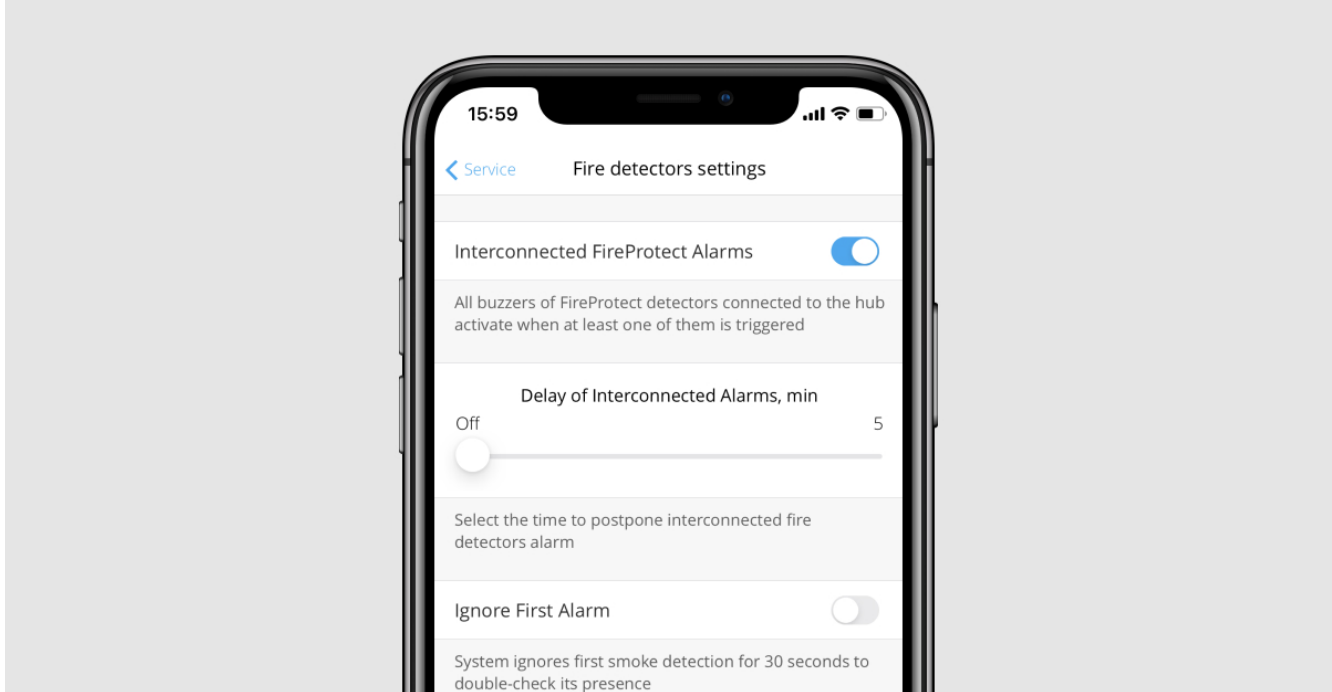 15:59
Service
Fire detectors settings
Interconnected FireProtect Alarms
All buzzers of FireProtect detectors connected to the hub
activate when at least one of them is triggered
Delay of Interconnected Alarms, min
Off 5
Select the time to postpone interconnected fire
detectors alarm
Ignore First Alarm
System ignores first smoke detection for 30 seconds to
double-check its presence